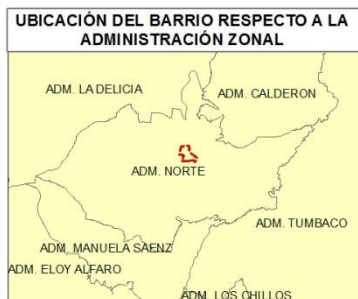 UBICACIÓN DEL BARRIO RESPECTO A LA
ADMINISTRACIÓN ZONAL
ADM. LA DELICIA
ADM. CALDERON
ADM. NORTE
ADM. TUMBACO
ADM. MANUELA SAENZ
ADM. ELOY ALFARO
ADM. LOS CHILLOS